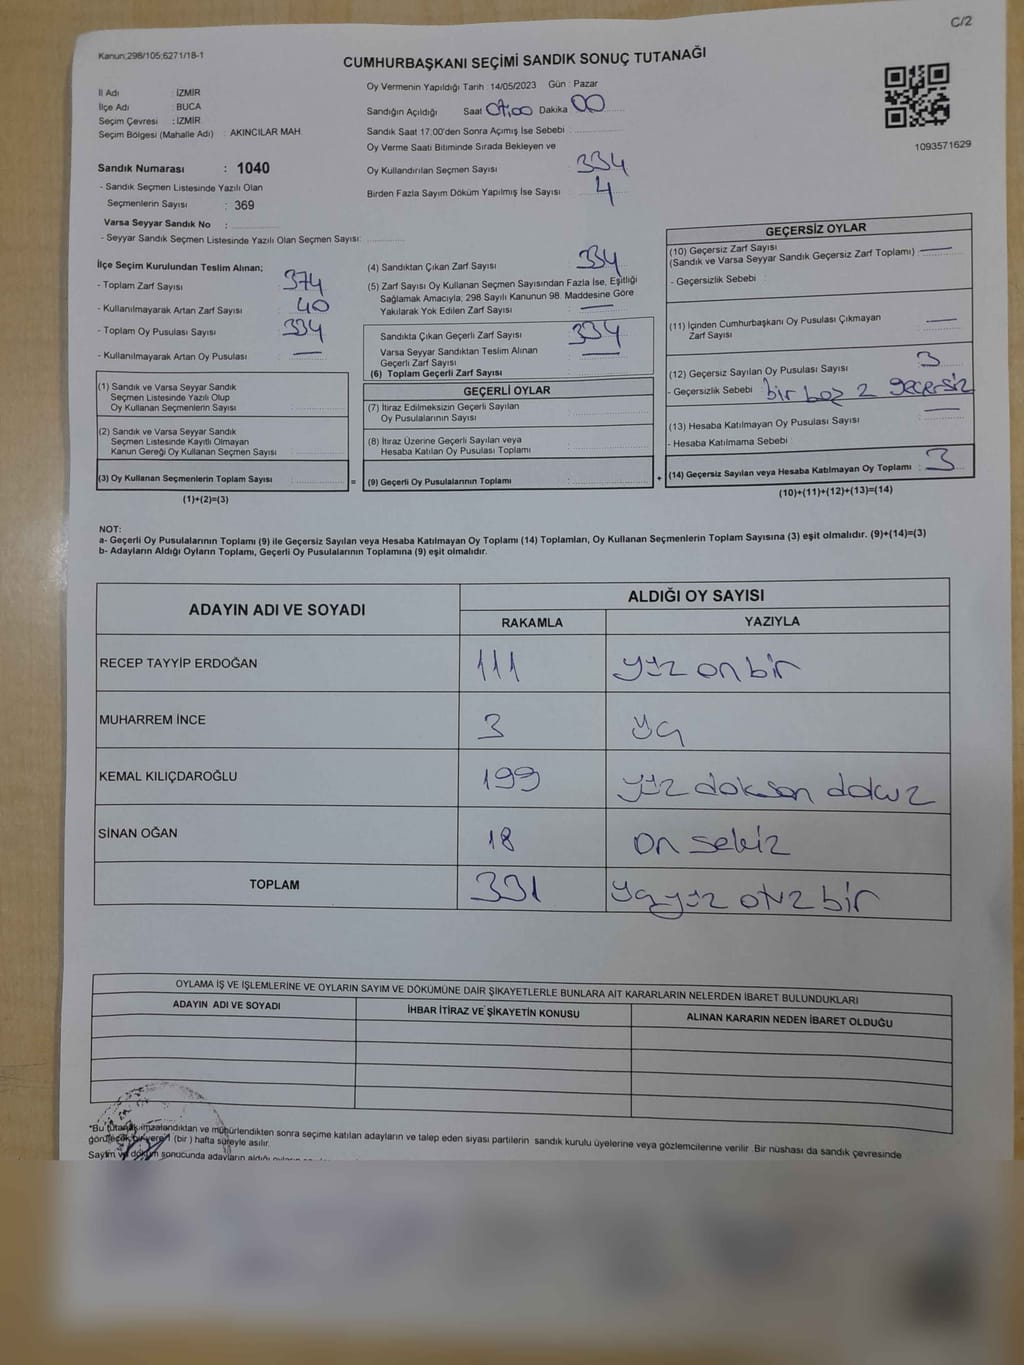 C/2
Kanun;298/105;6271/18-1
CUMHURBAŞKANI SEÇİMİ SANDIK SONUÇ TUTANAĞI
İl Adı : İZMİR
İlçe Adı : BUCA
Seçim Çevresi : İZMİR
Seçim Bölgesi (Mahalle Adı) : AKINCILAR MAH
Sandık Numarası : 1040
- Sandık Seçmen Listesinde Yazılı Olan
Seçmenlerin Sayısı : 369
Varsa Seyyar Sandık No :
- Seyyar Sandık Seçmen Listesinde Yazılı Olan Seçmen Sayısı:
Oy Vermenin Yapıldığı Tarih : 14/05/2023 Gün : Pazar
Sandığın Açıldığı Saat Dakika 00
Sandık Saat 17:00'den Sonra Açımış İse Sebebi :
Oy Verme Saati Bitiminde Sırada Bekleyen ve
Oy Kullandırılan Seçmen Sayısı 334
Birden Fazla Sayım Döküm Yapılmış İse Sayısı 4
1093571629
İlçe Seçim Kurulundan Teslim Alınan;
- Toplam Zarf Sayısı 374
- Kullanılmayarak Artan Zarf Sayısı 40
- Toplam Oy Pusulası Sayısı 334
- Kullanılmayarak Artan Oy Pusulası —
(4) Sandıktan Çıkan Zarf Sayısı 334
(5) Zarf Sayısı Oy Kullanan Seçmen Sayısından Fazla İse, Eşitliği
Sağlamak Amacıyla; 298 Sayılı Kanunun 98. Maddesine Göre
Yakılarak Yok Edilen Zarf Sayısı —
Sandıkta Çıkan Geçerli Zarf Sayısı 334
Varsa Seyyar Sandıktan Teslim Alınan —
Geçerli Zarf Sayısı
(6) Toplam Geçerli Zarf Sayısı :
GEÇERSİZ OYLAR
(10) Geçersiz Zarf Sayısı
(Sandık ve Varsa Seyyar Sandık Geçersiz Zarf Toplamı) —
- Geçersizlik Sebebi :
(11) İçinden Cumhurbaşkanı Oy Pusulası Çıkmayan —
Zarf Sayısı
(12) Geçersiz Sayılan Oy Pusulası Sayısı 3
- Geçersizlik Sebebi : bir boş 2 geçersiz
(13) Hesaba Katılmayan Oy Pusulası Sayısı —
- Hesaba Katılmama Sebebi :
(14) Geçersiz Sayılan veya Hesaba Katılmayan Oy Toplamı : 3
(10)+(11)+(12)+(13)=(14)
(1) Sandık ve Varsa Seyyar Sandık
Seçmen Listesinde Yazılı Olup
Oy Kullanan Seçmenlerin Sayısı :
(2) Sandık ve Varsa Seyyar Sandık
Seçmen Listesinde Kayıtlı Olmayan
Kanun Gereği Oy Kullanan Seçmen Sayısı :
(3) Oy Kullanan Seçmenlerin Toplam Sayısı : =
(1)+(2)=(3)
GEÇERLİ OYLAR
(7) İtiraz Edilmeksizin Geçerli Sayılan
Oy Pusulalarının Sayısı :
(8) İtiraz Üzerine Geçerli Sayılan veya
Hesaba Katılan Oy Pusulası Toplamı :
(9) Geçerli Oy Pusulalarının Toplamı : +
NOT:
a- Geçerli Oy Pusulalarının Toplamı (9) ile Geçersiz Sayılan veya Hesaba Katılmayan Oy Toplamı (14) Toplamları, Oy Kullanan Seçmenlerin Toplam Sayısına (3) eşit olmalıdır. (9)+(14)=(3)
b- Adayların Aldığı Oyların Toplamı, Geçerli Oy Pusulalarının Toplamına (9) eşit olmalıdır.
ADAYIN ADI VE SOYADI ALDIĞI OY SAYISI
RAKAMLA YAZIYLA
RECEP TAYYİP ERDOĞAN 111 yüz on bir
MUHARREM İNCE 3 üç
KEMAL KILIÇDAROĞLU 199 yüz doksan dokuz
SİNAN OĞAN 18 on sekiz
TOPLAM 331 üçyüz otuz bir
OYLAMA İŞ VE İŞLEMLERİNE VE OYLARIN SAYIM VE DÖKÜMÜNE DAİR ŞİKAYETLERLE BUNLARA AİT KARARLARIN NELERDEN İBARET BULUNDUKLARI
ADAYIN ADI VE SOYADI İHBAR İTİRAZ VE ŞİKAYETİN KONUSU ALINAN KARARIN NEDEN İBARET OLDUĞU
*Bu tutanak imzalandıktan ve mühürlendikten sonra seçime katılan adayların ve talep eden siyasi partilerin sandık kurulu üyelerine veya gözlemcilerine verilir. Bir nüshası da sandık çevresinde
görülecek bir yere 1 (bir) hafta süreyle asılır.
Sayım ve döküm sonucunda adayların aldığı